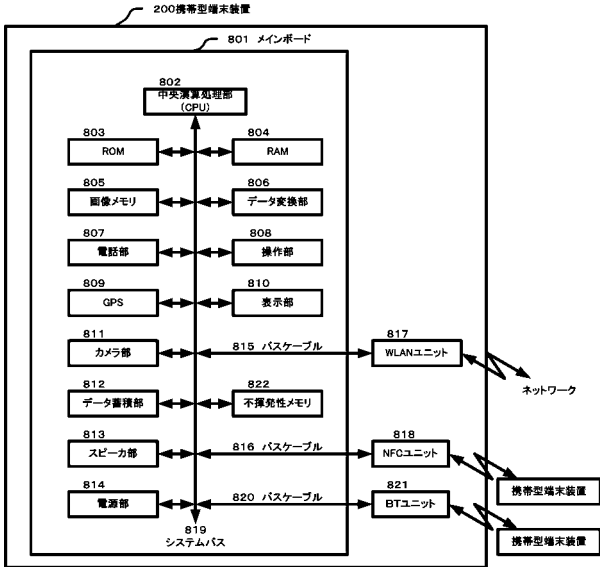 200携帯型端末装置
801 メインボード
802
中央演算処理部
(CPU)
803
ROM
804
RAM
805
画像メモリ
806
データ変換部
807
電話部
808
操作部
809
GPS
810
表示部
811
カメラ部
815 バスケーブル
817
WLANユニット
ネットワーク
812
データ蓄積部
822
不揮発性メモリ
813
スピーカ部
816 バスケーブル
818
NFCユニット
携帯型端末装置
814
電源部
820 バスケーブル
821
BTユニット
携帯型端末装置
819
システムバス